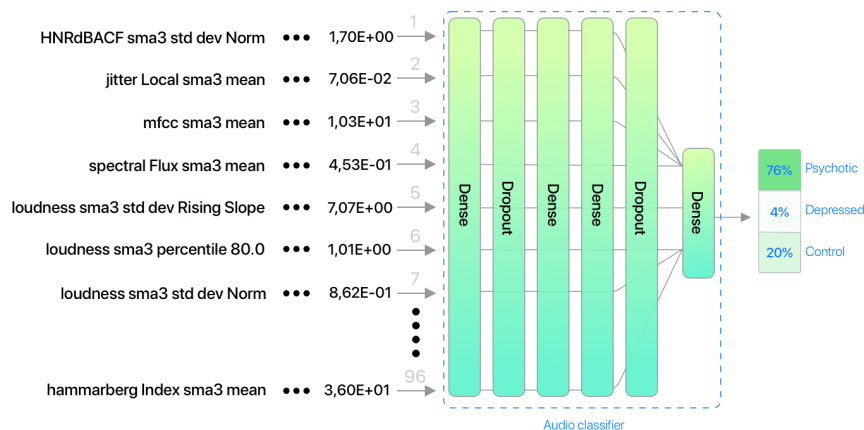 HNRdBACF sma3 std dev Norm ••• 1,70E+00 1
jitter Local sma3 mean ••• 7,06E-02 2
mfcc sma3 mean ••• 1,03E+01 3
spectral Flux sma3 mean ••• 4,53E-01 4
loudness sma3 std dev Rising Slope ••• 7,07E+00 5
loudness sma3 percentile 80.0 ••• 1,01E+00 6
loudness sma3 std dev Norm ••• 8,62E-01 7
hammarberg Index sma3 mean ••• 3,60E+01 96
Dense
Dropout
Dense
Dense
Dropout
Dense
76% Psychotic
4% Depressed
20% Control
Audio classifier